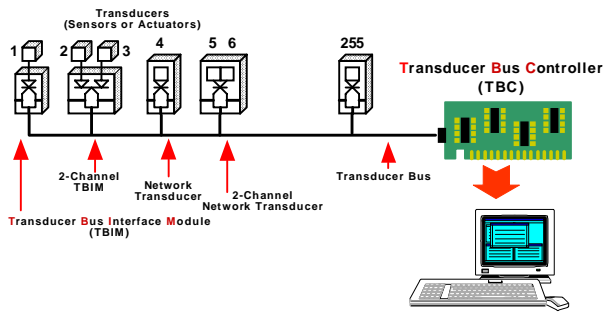 Transducers
(Sensors or Actuators)
1 2 3 4 5 6 255
Transducer Bus Controller
(TBC)
2-Channel
TBIM
Network
Transducer
2-Channel
Network Transducer
Transducer Bus
Transducer Bus Interface Module
(TBIM)